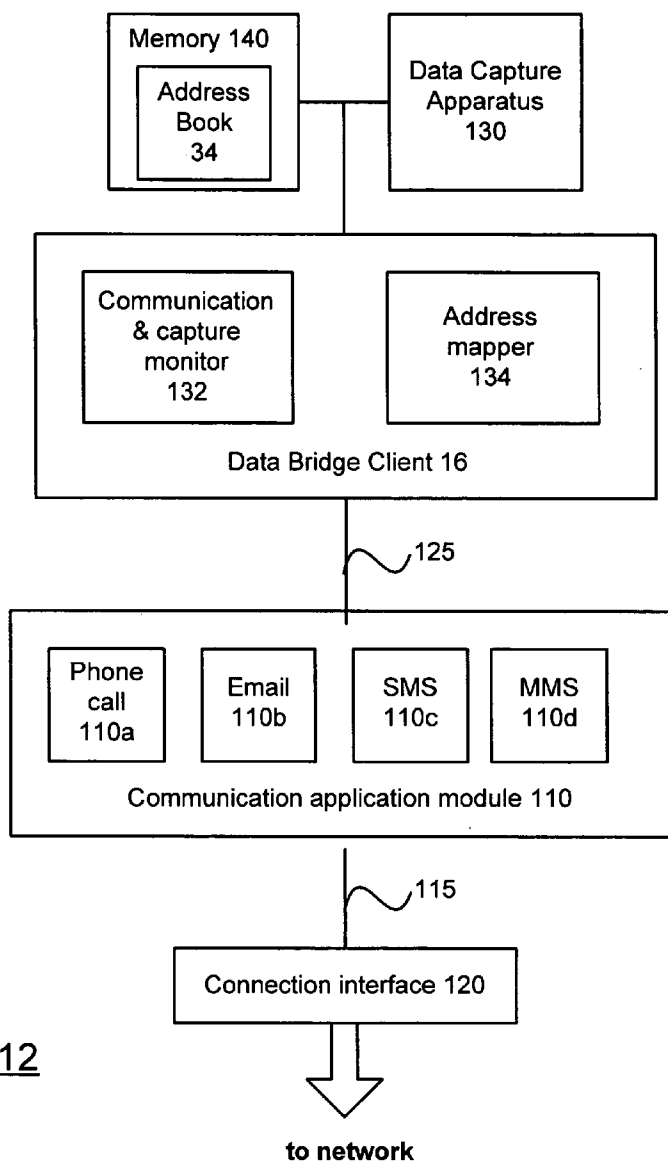 Memory 140
Address
Book
34
Data Capture
Apparatus
130
Communication
& capture
monitor
132
Address
mapper
134
Data Bridge Client 16
125
Phone
call
110a
Email
110b
SMS
110c
MMS
110d
Communication application module 110
115
Connection interface 120
12
to network